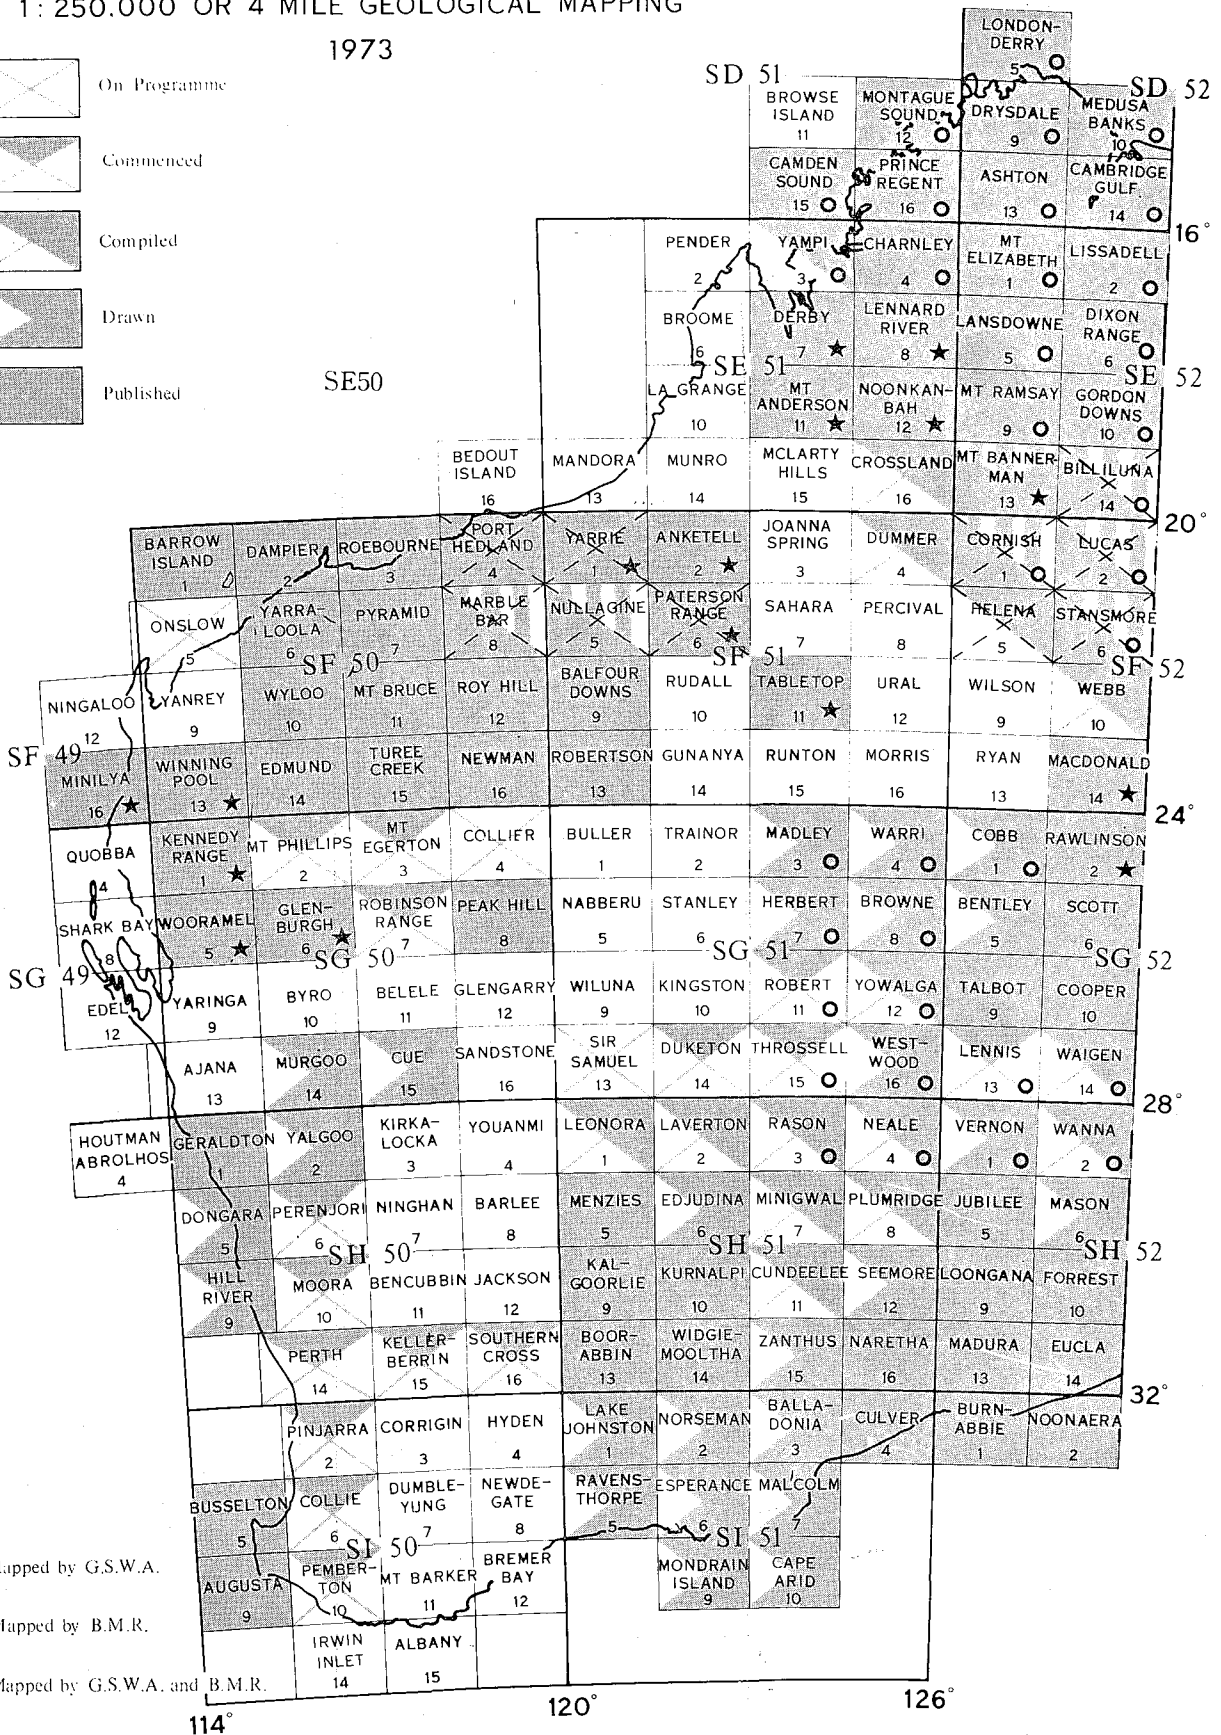 1:250,000 OR 4 MILE GEOLOGICAL MAPPING
1973
On Programme
Commenced
Compiled
Drawn
Published
SE50
LONDON-
DERRY
5
SD 51
SD 52
BROWSE ISLAND 11
MONTAGUE SOUND 12
DRYSDALE 9
MEDUSA BANKS 10
CAMDEN SOUND 15
PRINCE REGENT 16
ASHTON 13
CAMBRIDGE GULF 14
16°
PENDER 2
YAMPI 3
CHARNLEY 4
MT ELIZABETH 1
LISSADELL 2
BROOME 6
DERBY 7
LENNARD RIVER 8
LANSDOWNE 5
DIXON RANGE 6
SE 51
SE 52
LA GRANGE 10
MT ANDERSON 11
NOONKAN-BAH 12
MT RAMSAY 9
GORDON DOWNS 10
BEDOUT ISLAND 16
MANDORA 13
MUNRO 14
MCLARTY HILLS 15
CROSSLAND 16
MT BANNER-MAN 13
BILLILUNA 14
20°
BARROW ISLAND 1
DAMPIER 2
ROEBOURNE 3
PORT HEDLAND 4
YARRIE 1
ANKETELL 2
JOANNA SPRING 3
DUMMER 4
CORNISH 1
LUCAS 2
ONSLOW 5
YARRA-LOOLA 6
PYRAMID 7
MARBLE BAR 8
NULLAGINE 5
PATERSON RANGE 6
SAHARA 7
PERCIVAL 8
HELENA 5
STANSMORE 6
SF 50
SF 51
SF 52
NINGALOO 12
YANREY 9
WYLOO 10
MT BRUCE 11
ROY HILL 12
BALFOUR DOWNS 9
RUDALL 10
TABLETOP 11
URAL 12
WILSON 9
WEBB 10
SF 49
MINILYA 16
WINNING POOL 13
EDMUND 14
TUREE CREEK 15
NEWMAN 16
ROBERTSON 13
GUNANYA 14
RUNTON 15
MORRIS 16
RYAN 13
MACDONALD 14
24°
QUOBBA 4
KENNEDY RANGE 1
MT PHILLIPS 2
MT EGERTON 3
COLLIER 4
BULLER 1
TRAINOR 2
MADLEY 3
WARRI 4
COBB 1
RAWLINSON 2
SHARK BAY 8
WOORAMEL 5
GLEN-BURGH 6
ROBINSON RANGE 7
PEAK HILL 8
NABBERU 5
STANLEY 6
HERBERT 7
BROWNE 8
BENTLEY 5
SCOTT 6
SG 49
SG 50
SG 51
SG 52
EDEL 12
YARINGA 9
BYRO 10
BELELE 11
GLENGARRY 12
WILUNA 9
KINGSTON 10
ROBERT 11
YOWALGA 12
TALBOT 9
COOPER 10
AJANA 13
MURGOO 14
CUE 15
SANDSTONE 16
SIR SAMUEL 13
DUKETON 14
THROSSELL 15
WEST-WOOD 16
LENNIS 13
WAIGEN 14
28°
HOUTMAN ABROLHOS 4
GERALDTON 1
YALGOO 2
KIRKA-LOCKA 3
YOUANMI 4
LEONORA 1
LAVERTON 2
RASON 3
NEALE 4
VERNON 1
WANNA 2
DONGARA 5
PERENJORI 6
NINGHAN 7
BARLEE 8
MENZIES 5
EDJUDINA 6
MINIGWAL 7
PLUMRIDGE 8
JUBILEE 5
MASON 6
SH 50
SH 51
SH 52
HILL RIVER 9
MOORA 10
BENCUBBIN 11
JACKSON 12
KAL-GOORLIE 9
KURNALPI 10
CUNDEELEE 11
SEEMORE 12
LOONGANA 9
FORREST 10
PERTH 14
KELLER-BERRIN 15
SOUTHERN CROSS 16
BOOR-ABBIN 13
WIDGIE-MOOLTHA 14
ZANTHUS 15
NARETHA 16
MADURA 13
EUCLA 14
32°
PINJARRA 2
CORRIGIN 3
HYDEN 4
LAKE JOHNSTON 1
NORSEMAN 2
BALLA-DONIA 3
CULVER 4
BURN-ABBIE 1
NOONAERA 2
BUSSELTON 5
COLLIE 6
DUMBLE-YUNG 7
NEWDE-GATE 8
RAVENS-THORPE 5
ESPERANCE 6
MALCOLM 7
SI 50
SI 51
AUGUSTA 9
PEMBER-TON 10
MT BARKER 11
BREMER BAY 12
MONDRAIN ISLAND 9
CAPE ARID 10
IRWIN INLET 14
ALBANY 15
apped by G.S.W.A.
Mapped by B.M.R.
Mapped by G.S.W.A. and B.M.R.
114°
120°
126°